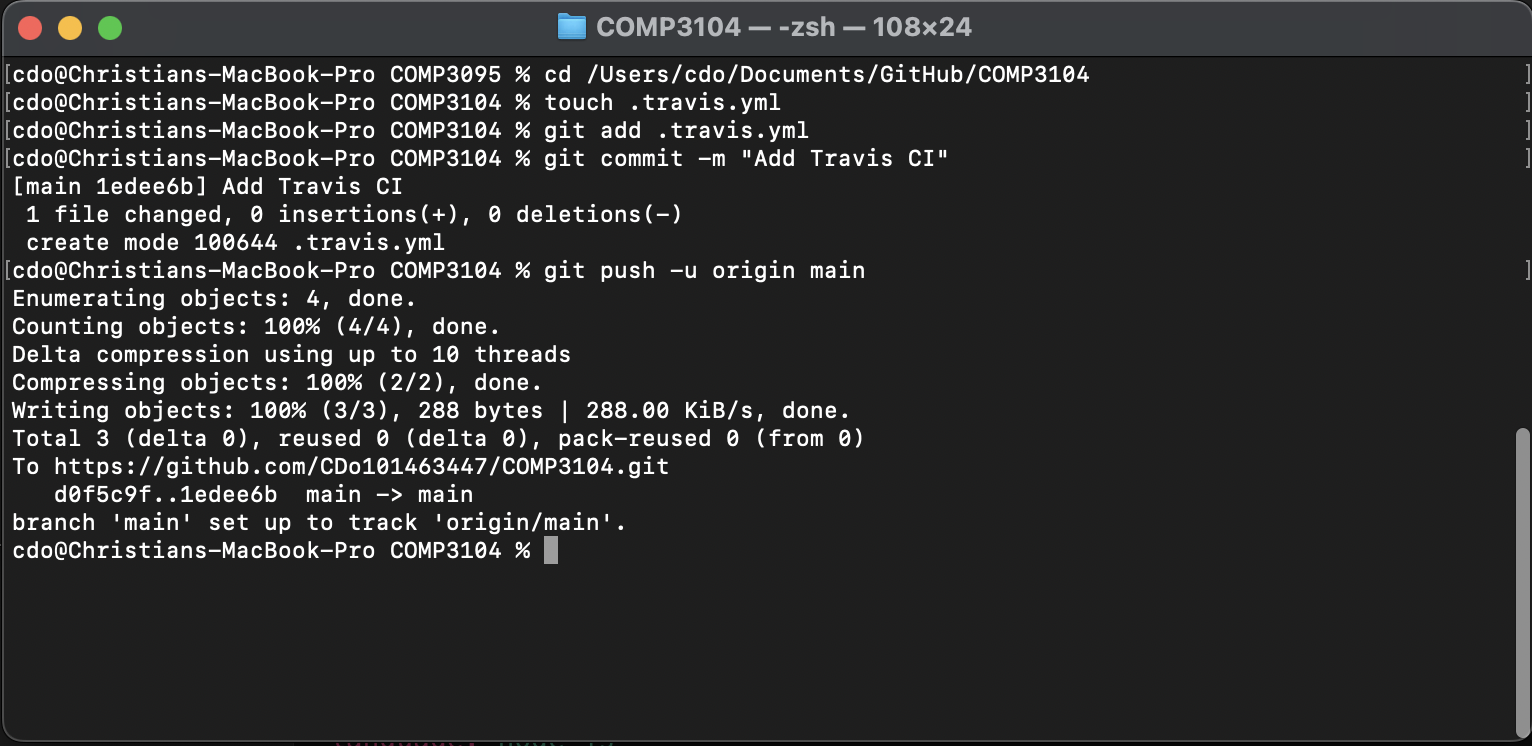 COMP3104 — -zsh — 108×24
[cdo@Christians-MacBook-Pro COMP3095 % cd /Users/cdo/Documents/GitHub/COMP3104 ]
[cdo@Christians-MacBook-Pro COMP3104 % touch .travis.yml ]
[cdo@Christians-MacBook-Pro COMP3104 % git add .travis.yml ]
[cdo@Christians-MacBook-Pro COMP3104 % git commit -m "Add Travis CI" ]
[main 1edee6b] Add Travis CI
 1 file changed, 0 insertions(+), 0 deletions(-)
 create mode 100644 .travis.yml
[cdo@Christians-MacBook-Pro COMP3104 % git push -u origin main ]
Enumerating objects: 4, done.
Counting objects: 100% (4/4), done.
Delta compression using up to 10 threads
Compressing objects: 100% (2/2), done.
Writing objects: 100% (3/3), 288 bytes | 288.00 KiB/s, done.
Total 3 (delta 0), reused 0 (delta 0), pack-reused 0 (from 0)
To https://github.com/CDo101463447/COMP3104.git
   d0f5c9f..1edee6b  main -> main
branch 'main' set up to track 'origin/main'.
cdo@Christians-MacBook-Pro COMP3104 %